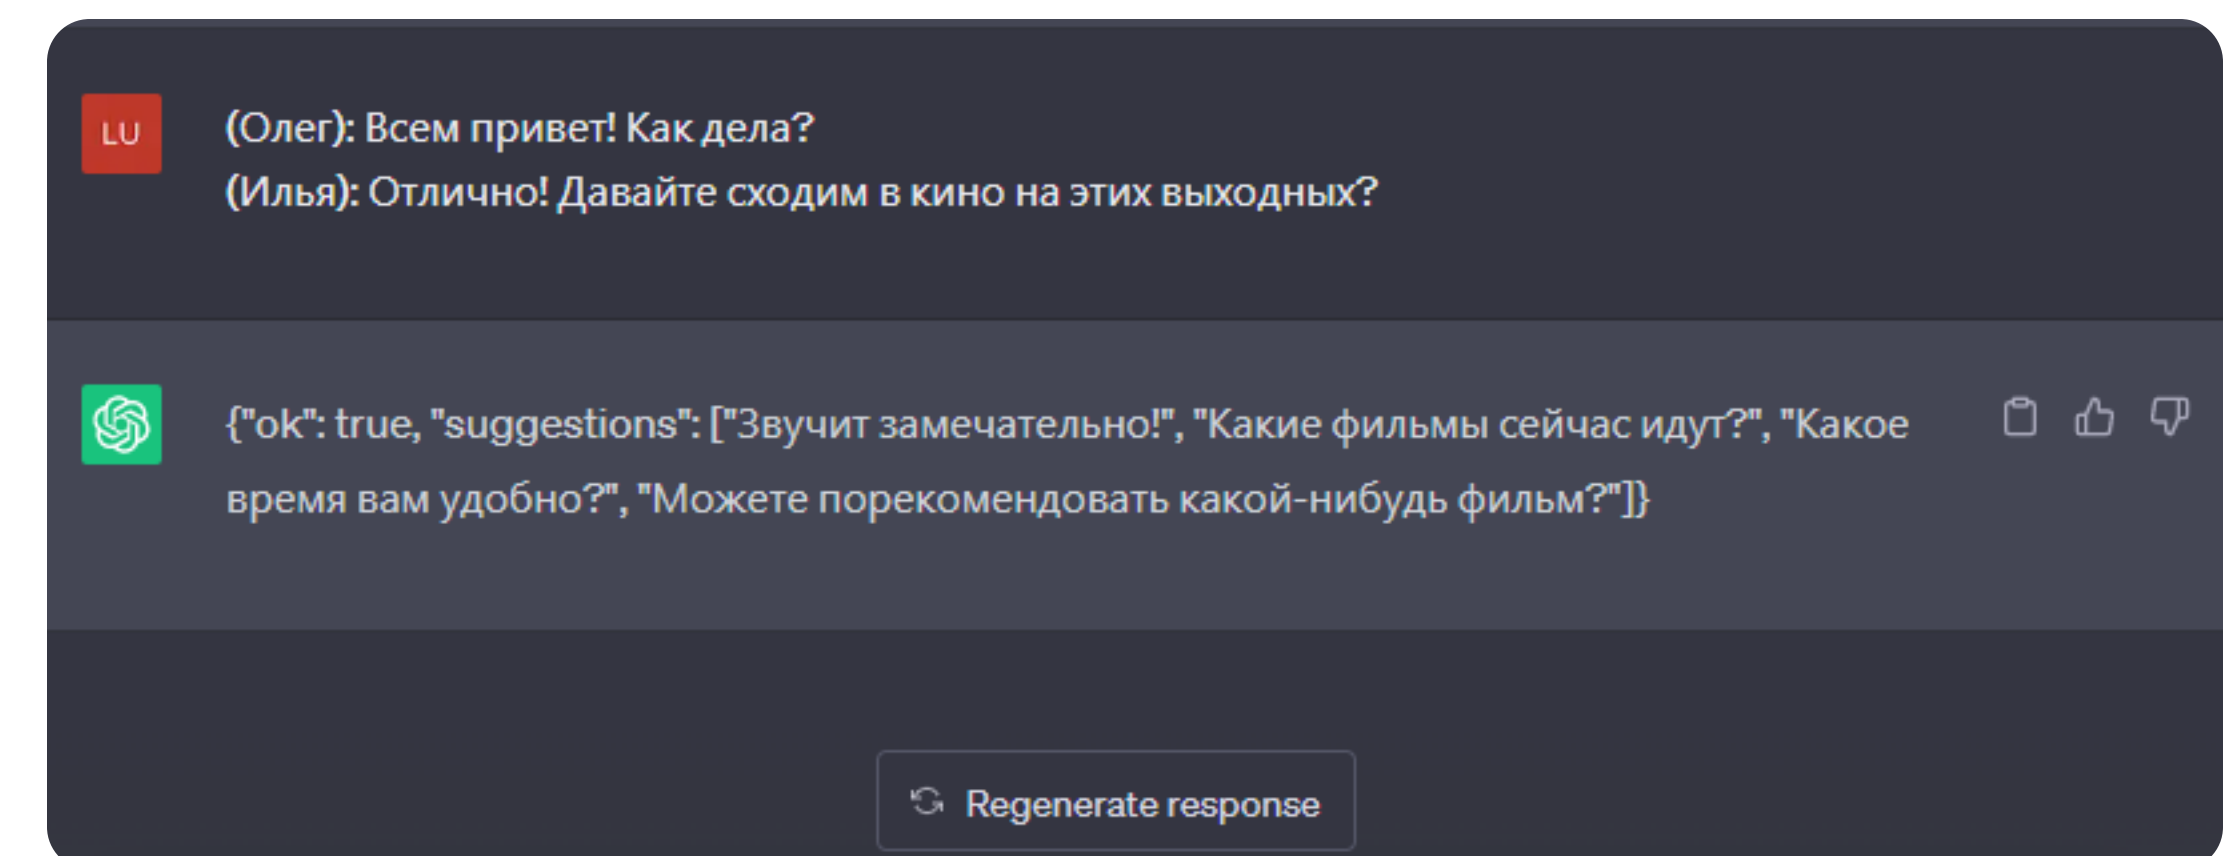 LU
(Олег): Всем привет! Как дела?
(Илья): Отлично! Давайте сходим в кино на этих выходных?
{"ok": true, "suggestions": ["Звучит замечательно!", "Какие фильмы сейчас идут?", "Какое
время вам удобно?", "Можете порекомендовать какой-нибудь фильм?"]}
Regenerate response